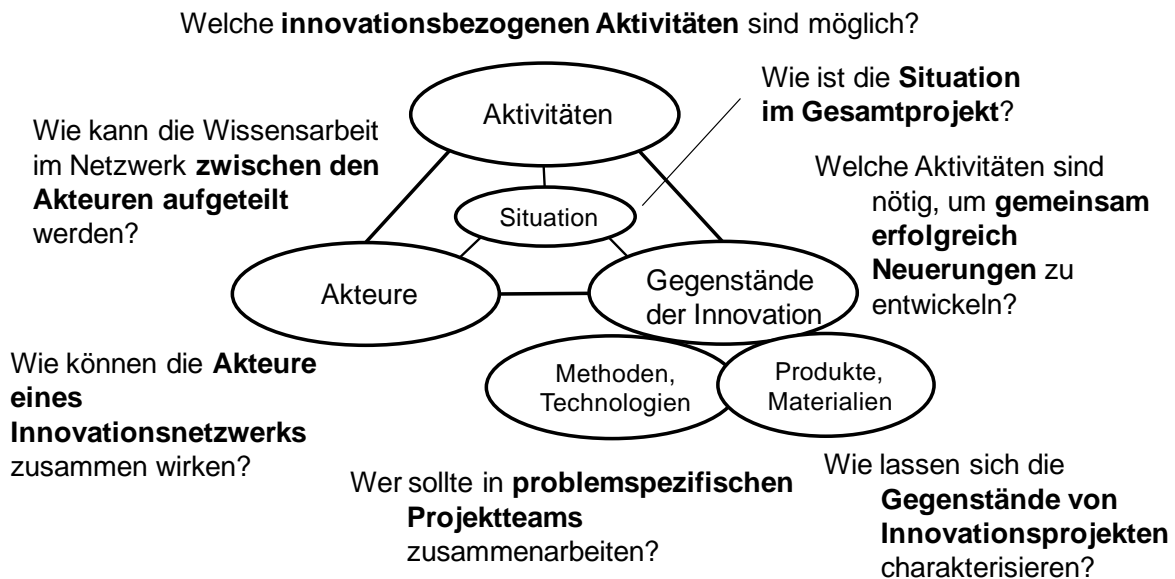 Welche innovationsbezogenen Aktivitäten sind möglich?
Wie ist die Situation
im Gesamtprojekt?
Aktivitäten
Wie kann die Wissensarbeit
im Netzwerk zwischen den
Akteuren aufgeteilt
werden?
Welche Aktivitäten sind
nötig, um gemeinsam
erfolgreich
Neuerungen zu
entwickeln?
Situation
Akteure
Gegenstände
der Innovation
Wie können die Akteure
eines
Innovationsnetzwerks
zusammen wirken?
Methoden,
Technologien
Produkte,
Materialien
Wer sollte in problemspezifischen
Projektteams
zusammenarbeiten?
Wie lassen sich die
Gegenstände von
Innovationsprojekten
charakterisieren?